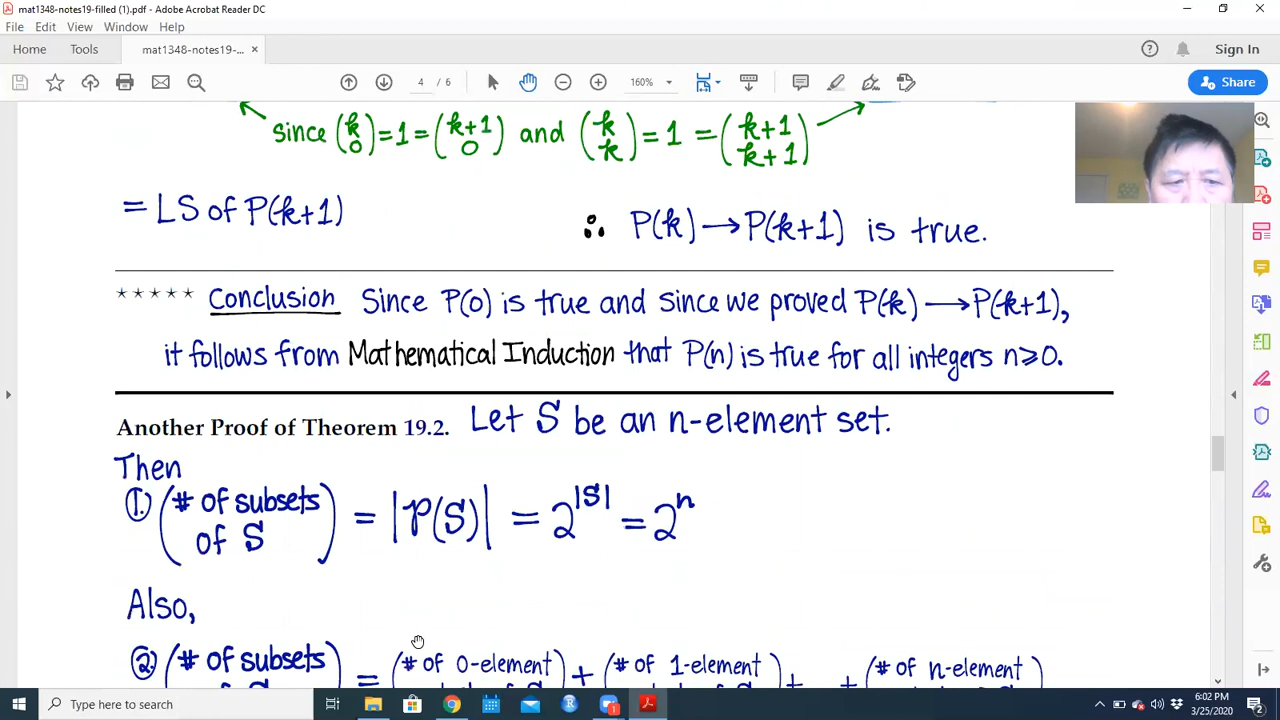 mat1348-notes19-filled (1).pdf - Adobe Acrobat Reader DC
File Edit View Window Help
Home Tools mat1348-notes19-... × Sign In
4 / 6 160% Share
Since (k 0) = 1 = (k+1 0) and (k k) = 1 = (k+1 k+1)
= LS of P(k+1)
∴ P(k) → P(k+1) is true.
***** Conclusion Since P(0) is true and since we proved P(k) → P(k+1),
it follows from Mathematical Induction that P(n) is true for all integers n ≥ 0.
Another Proof of Theorem 19.2. Let S be an n-element set.
Then
①. (# of subsets of S) = |P(S)| = 2^|S| = 2^n
Also,
②. (# of subsets = (# of 0-element + (# of 1-element + + (# of n-element
Type here to search
6:02 PM
3/25/2020
2